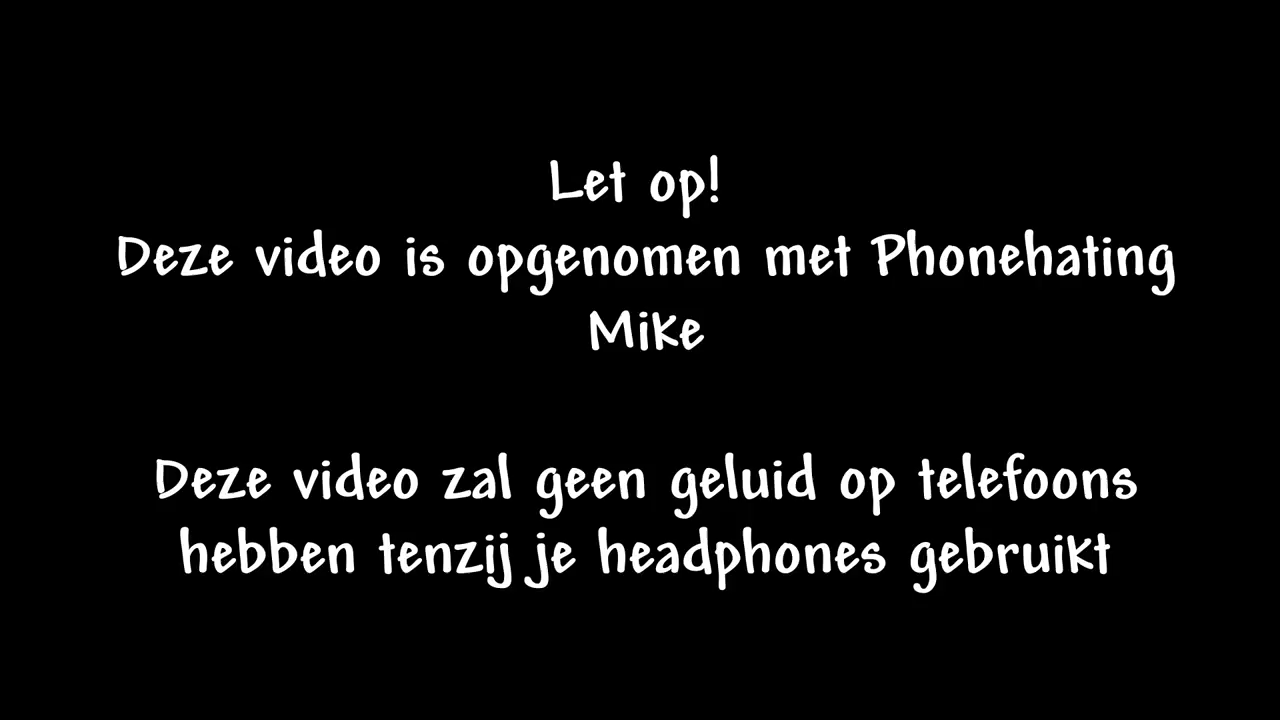 Let op!
Deze video is opgenomen met Phonehating
Mike
Deze video zal geen geluid op telefoons
hebben tenzij je headphones gebruikt